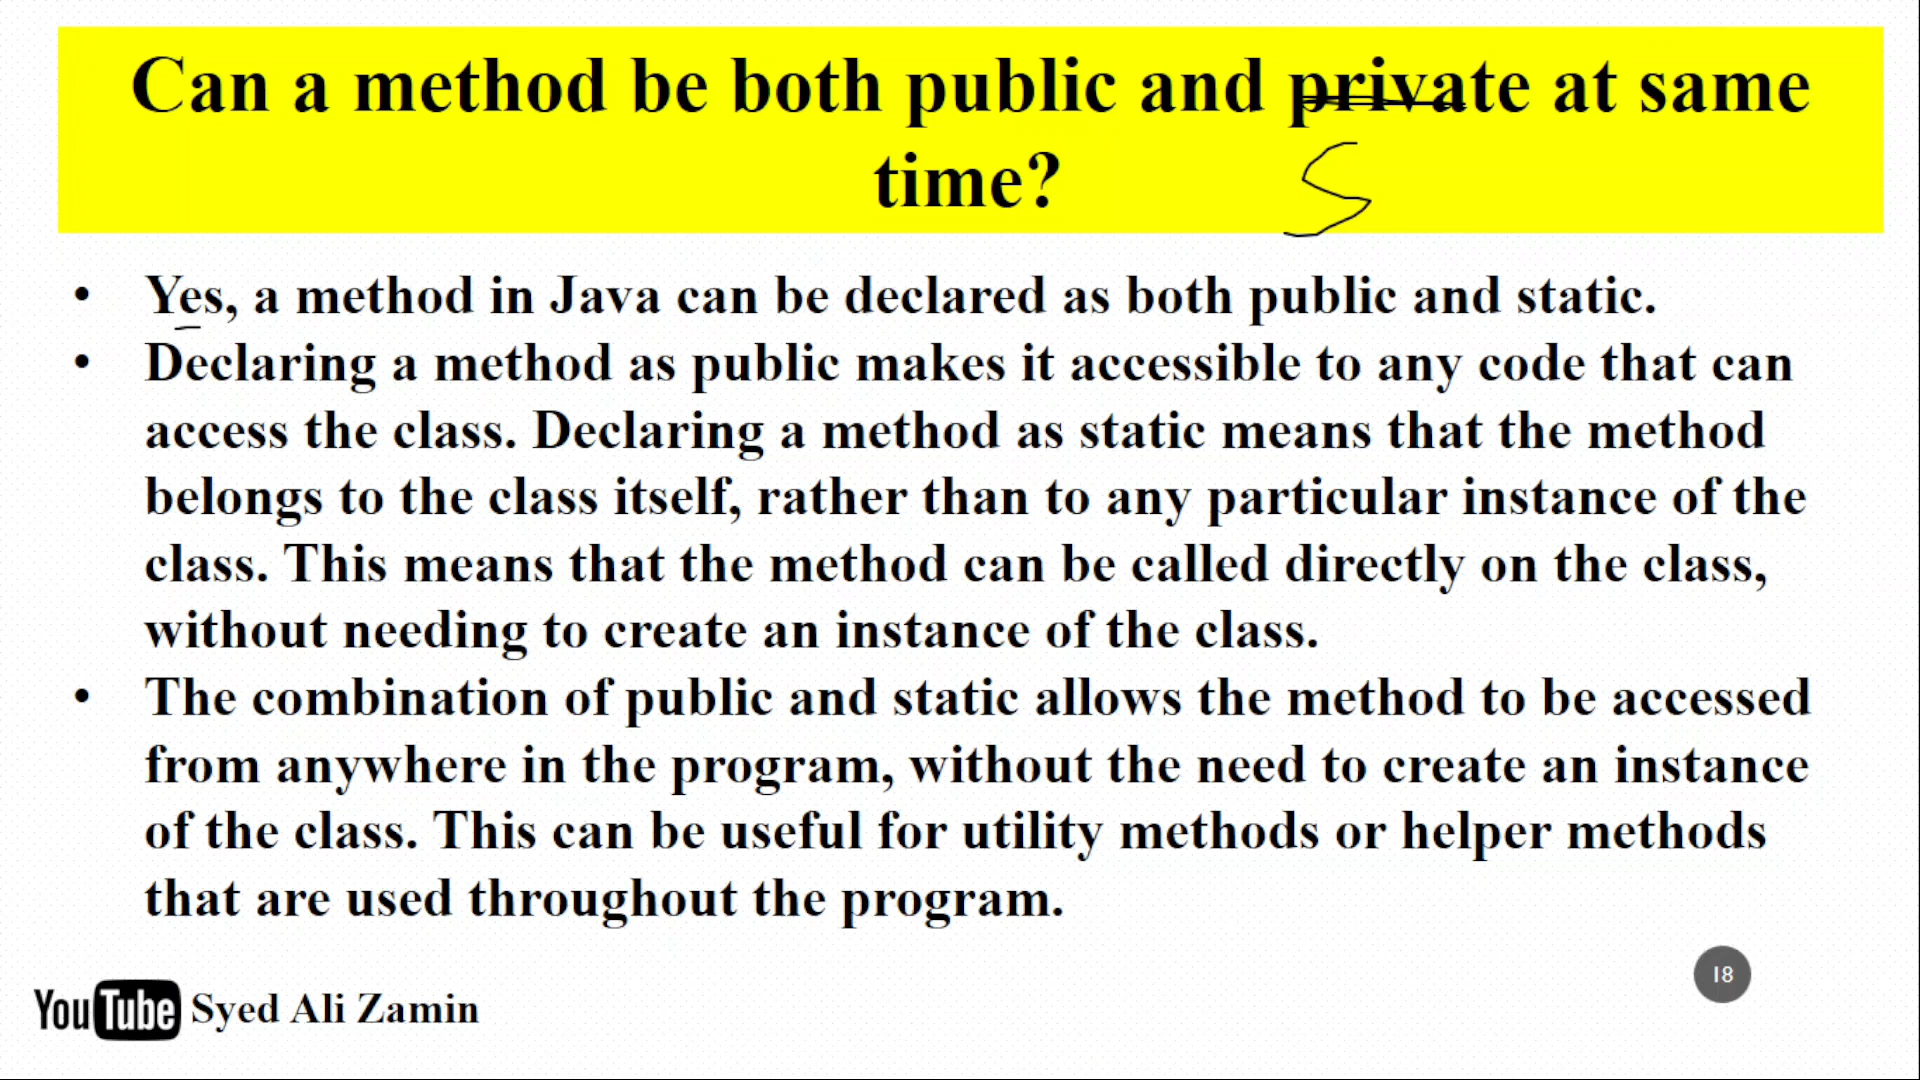 Can a method be both public and private at same
time?
S
• Yes, a method in Java can be declared as both public and static.
• Declaring a method as public makes it accessible to any code that can
access the class. Declaring a method as static means that the method
belongs to the class itself, rather than to any particular instance of the
class. This means that the method can be called directly on the class,
without needing to create an instance of the class.
• The combination of public and static allows the method to be accessed
from anywhere in the program, without the need to create an instance
of the class. This can be useful for utility methods or helper methods
that are used throughout the program.
18
YouTube Syed Ali Zamin